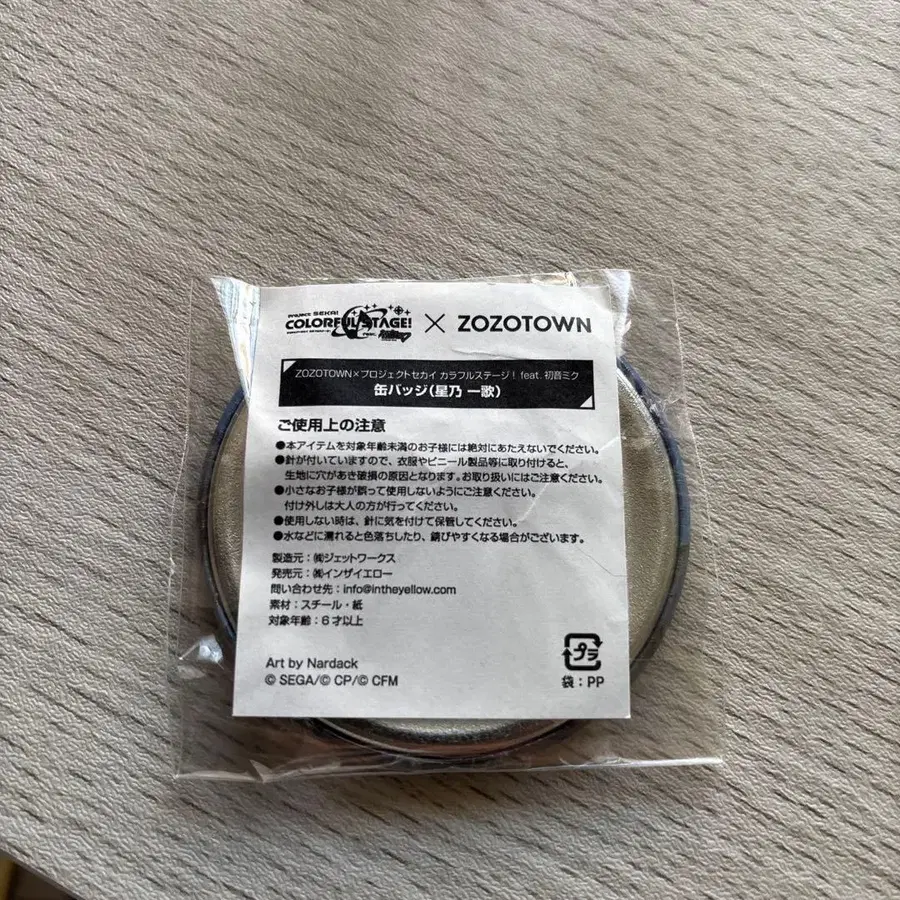 PROJECT SEKAI
COLORFUL STAGE!
feat.
× ZOZOTOWN
ZOZOTOWN×プロジェクトセカイ カラフルステージ！ feat. 初音ミク
缶バッジ（星乃 一歌）
ご使用上の注意
●本アイテムを対象年齢未満のお子様には絶対にあたえないでください。
●針が付いていますので、衣服やビニール製品等に取り付けると、
生地に穴があき破損の原因となります。お取り扱いにはご注意ください。
●小さなお子様が誤って使用しないようにご注意ください。
付け外しは大人の方が行ってください。
●使用しない時は、針に気を付けて保管してください。
●水などに濡れると色落ちしたり、錆びやすくなる場合がございます。
製造元：㈱ジェットワークス
発売元：㈱インザイエロー
問い合わせ先：info@intheyellow.com
素材：スチール・紙
対象年齢：6才以上
Art by Nardack
© SEGA/© CP/© CFM
プラ
袋：PP